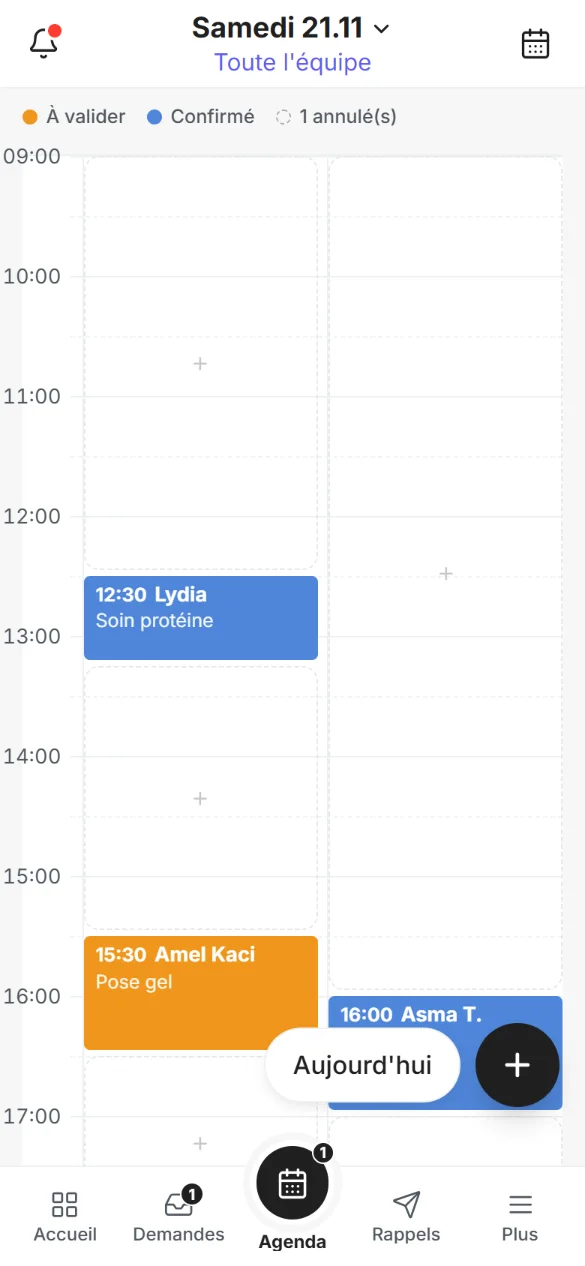 Samedi 21.11
Toute l'équipe
À valider Confirmé 1 annulé(s)
09:00
10:00
11:00
12:00
12:30 Lydia
Soin protéine
13:00
14:00
15:00
15:30 Amel Kaci
Pose gel
16:00
16:00 Asma T.
Aujourd'hui
17:00
1
1
Accueil Demandes Agenda Rappels Plus